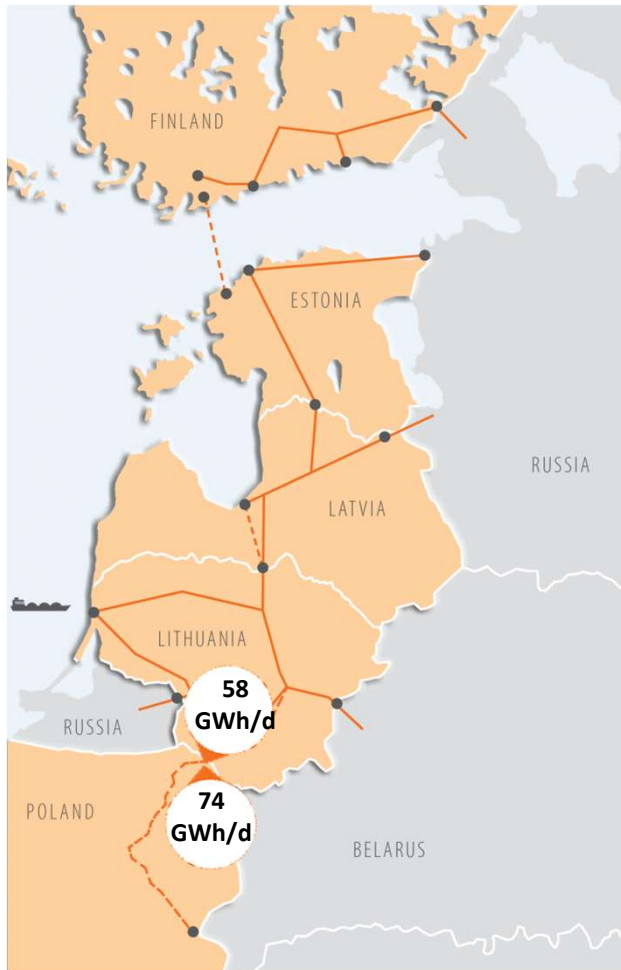 FINLAND
ESTONIA
RUSSIA
LATVIA
LITHUANIA
58
GWh/d
RUSSIA
74
GWh/d
POLAND
BELARUS